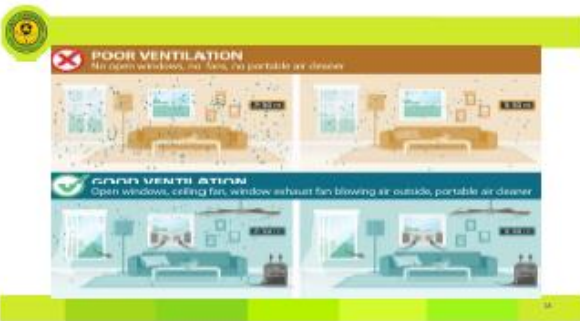 POOR VENTILATION
No open windows, no fans, no portable air cleaner
GOOD VENTILATION
Open windows, ceiling fan, window exhaust fan blowing air outside, portable air cleaner